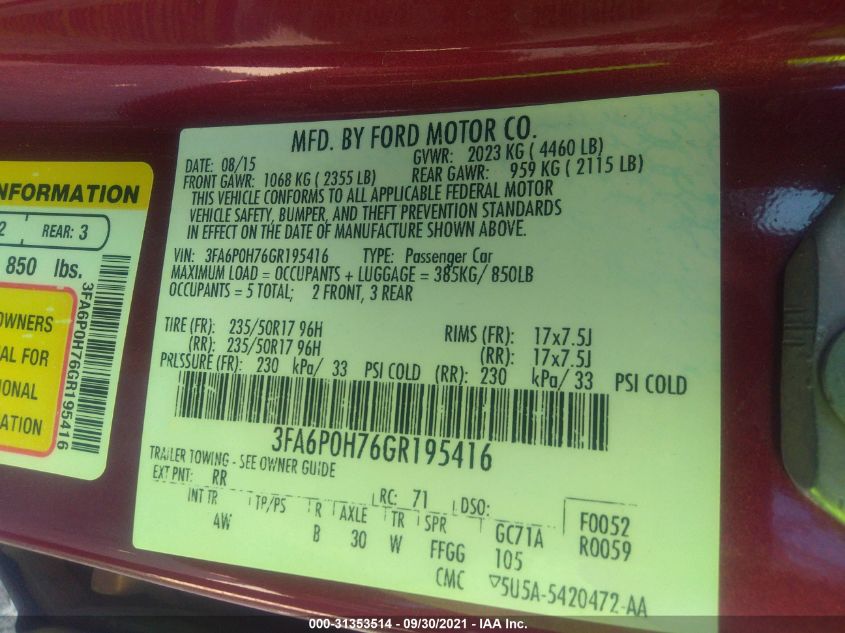 NFORMATION
2 REAR: 3
850 lbs.
OWNERS
AL FOR
IONAL
3FA6P0H76GR195416
MFD. BY FORD MOTOR CO.
DATE: 08/15 GVWR: 2023 KG ( 4460 LB)
FRONT GAWR: 1068 KG ( 2355 LB) REAR GAWR: 959 KG ( 2115 LB)
THIS VEHICLE CONFORMS TO ALL APPLICABLE FEDERAL MOTOR
VEHICLE SAFETY, BUMPER, AND THEFT PREVENTION STANDARDS
IN EFFECT ON THE DATE OF MANUFACTURE SHOWN ABOVE.
VIN: 3FA6P0H76GR195416 TYPE: Passenger Car
MAXIMUM LOAD = OCCUPANTS + LUGGAGE = 385KG/ 850LB
OCCUPANTS = 5 TOTAL; 2 FRONT, 3 REAR
TIRE (FR): 235/50R17 96H RIMS (FR): 17x7.5J
(RR): 235/50R17 96H (RR): 17x7.5J
PRESSURE (FR): 230 kPa/ 33 PSI COLD (RR): 230 kPa/ 33 PSI COLD
3FA6P0H76GR195416
TRAILER TOWING - SEE OWNER GUIDE
EXT PNT: RR RC: 71 DSO:
INT TR TP/PS R AXLE TR SPR GC71A F0052
4W B 30 W FFGG 105 R0059
CMC ▽5U5A-5420472-AA
000-31353514 - 09/30/2021 - IAA Inc.